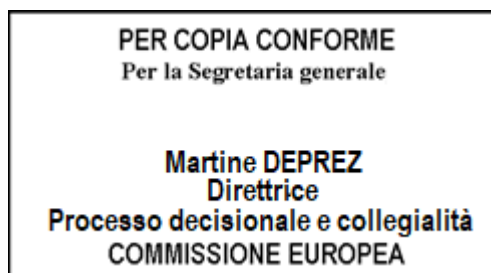 PER COPIA CONFORME
Per la Segretaria generale
Martine DEPREZ
Direttrice
Processo decisionale e collegialità
COMMISSIONE EUROPEA